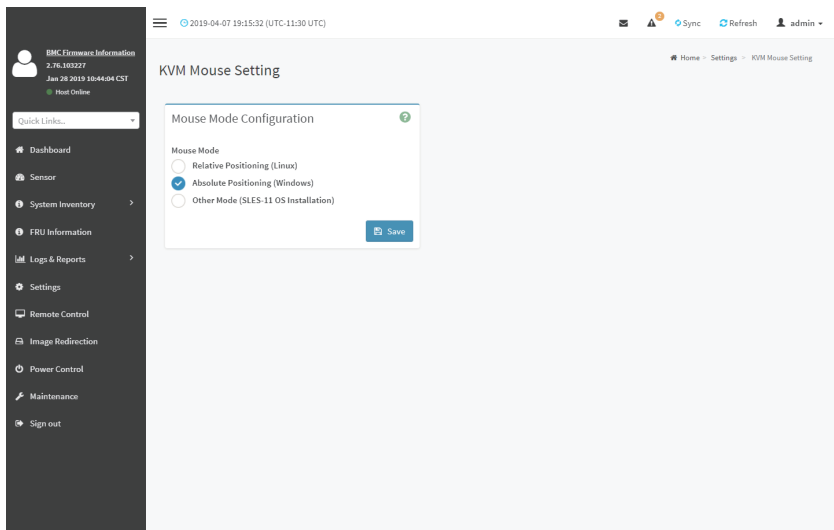 2019-04-07 19:15:32 (UTC-11:30 UTC)
2
Sync
Refresh
admin
BMC Firmware Information
2.76.103227
Jan 28 2019 10:44:04 CST
Host Online
Quick Links..
Dashboard
Sensor
System Inventory
FRU Information
Logs & Reports
Settings
Remote Control
Image Redirection
Power Control
Maintenance
Sign out
KVM Mouse Setting
Home > Settings > KVM Mouse Setting
Mouse Mode Configuration
?
Mouse Mode
Relative Positioning (Linux)
Absolute Positioning (Windows)
Other Mode (SLES-11 OS Installation)
Save